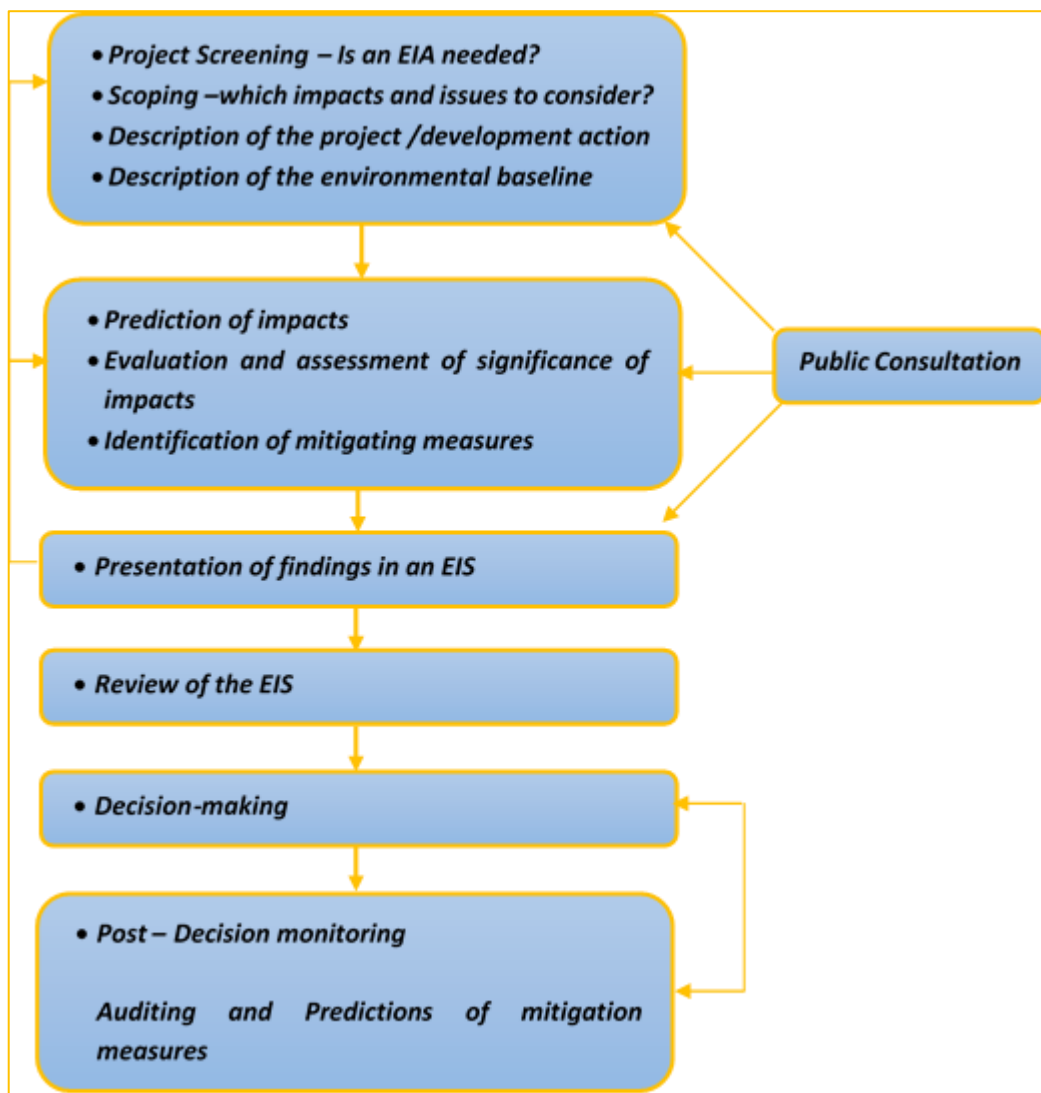 • Project Screening – Is an EIA needed?
• Scoping –which impacts and issues to consider?
• Description of the project /development action
• Description of the environmental baseline
• Prediction of impacts
• Evaluation and assessment of significance of
impacts
• Identification of mitigating measures
Public Consultation
• Presentation of findings in an EIS
• Review of the EIS
• Decision-making
• Post – Decision monitoring
Auditing and Predictions of mitigation
measures